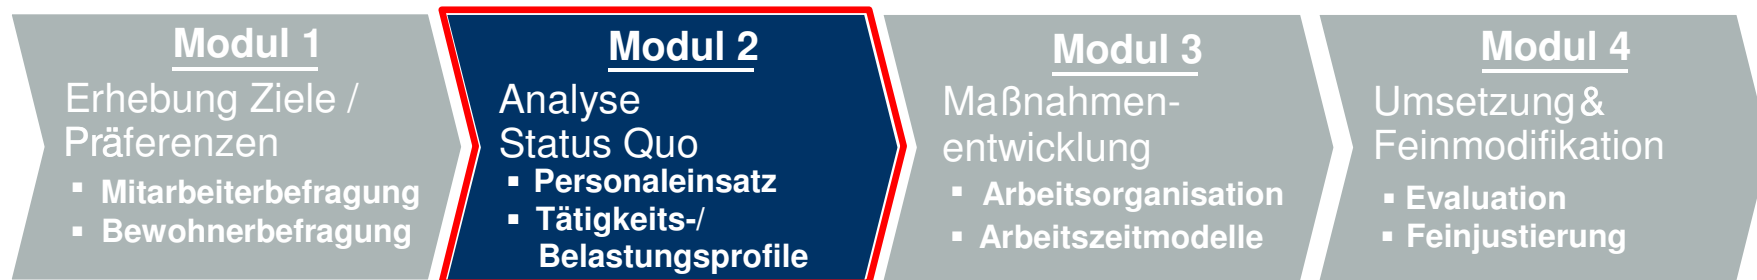 Modul 1
Erhebung Ziele /
Präferenzen
▪ Mitarbeiterbefragung
▪ Bewohnerbefragung
Modul 2
Analyse
Status Quo
▪ Personaleinsatz
▪ Tätigkeits-/
Belastungsprofile
Modul 3
Maßnahmen-
entwicklung
▪ Arbeitsorganisation
▪ Arbeitszeitmodelle
Modul 4
Umsetzung&
Feinmodifikation
▪ Evaluation
▪ Feinjustierung